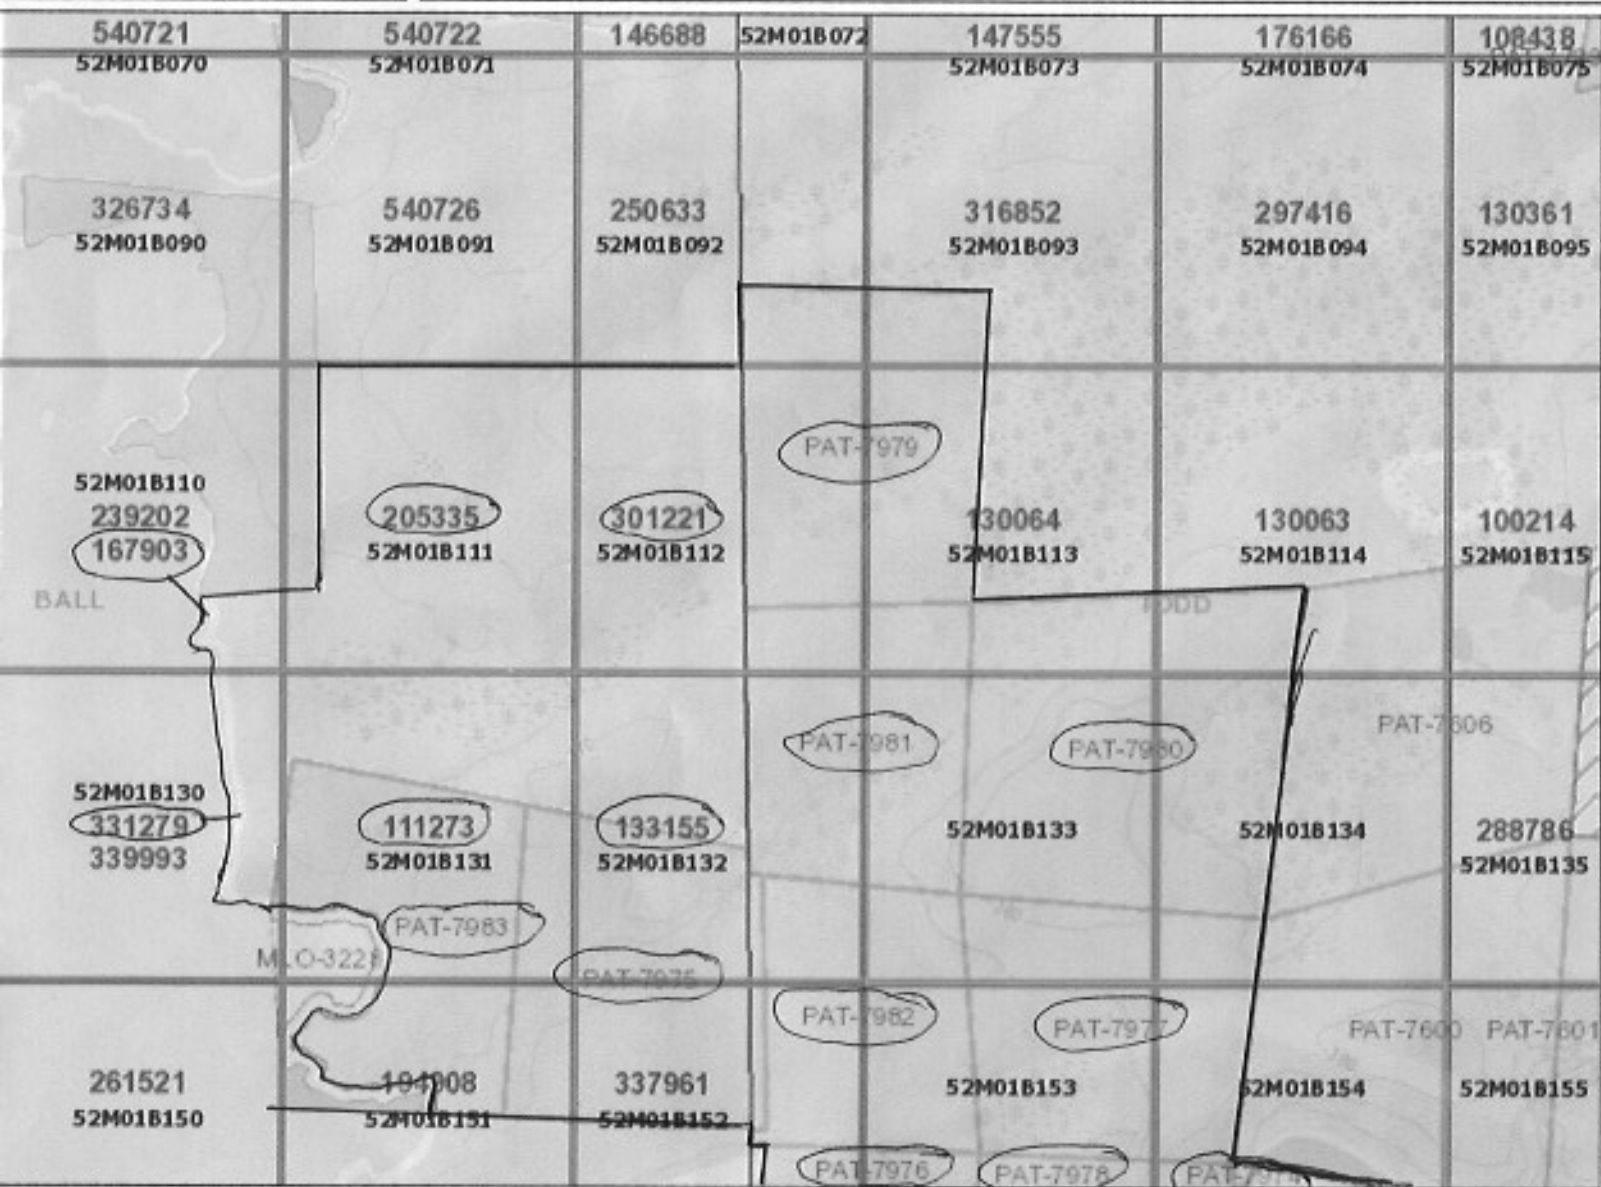 540721 540722 146688 52M01B072 147555 176166 108438
52M01B070 52M01B071 52M01B073 52M01B074 52M01B075
326734 540726 250633 316852 297416 130361
52M01B090 52M01B091 52M01B092 52M01B093 52M01B094 52M01B095
PAT-7979
52M01B110
239202 205335 301221 130064 130063 100214
167903 52M01B111 52M01B112 52M01B113 52M01B114 52M01B115
BALL TODD
PAT-7981 PAT-7980 PAT-7606
52M01B130
331279 111273 133155 52M01B133 52M01B134 288786
339993 52M01B131 52M01B132 52M01B135
PAT-7983
PAT-7975
PAT-7982 PAT-7977 PAT-7600 PAT-7601
261521 194908 337961 52M01B153 52M01B154 52M01B155
52M01B150 52M01B151 52M01B152
PAT-7976 PAT-7978